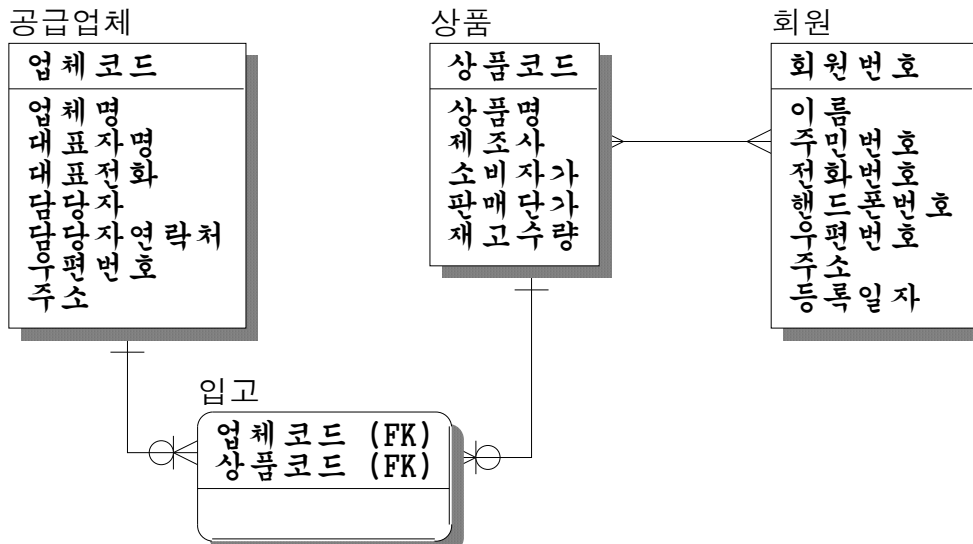 공급업체
업체코드
업체명
대표자명
대표전화
담당자
담당자연락처
우편번호
주소
상품
상품코드
상품명
제조사
소비자가
판매단가
재고수량
회원
회원번호
이름
주민번호
전화번호
핸드폰번호
우편번호
주소
등록일자
입고
업체코드 (FK)
상품코드 (FK)